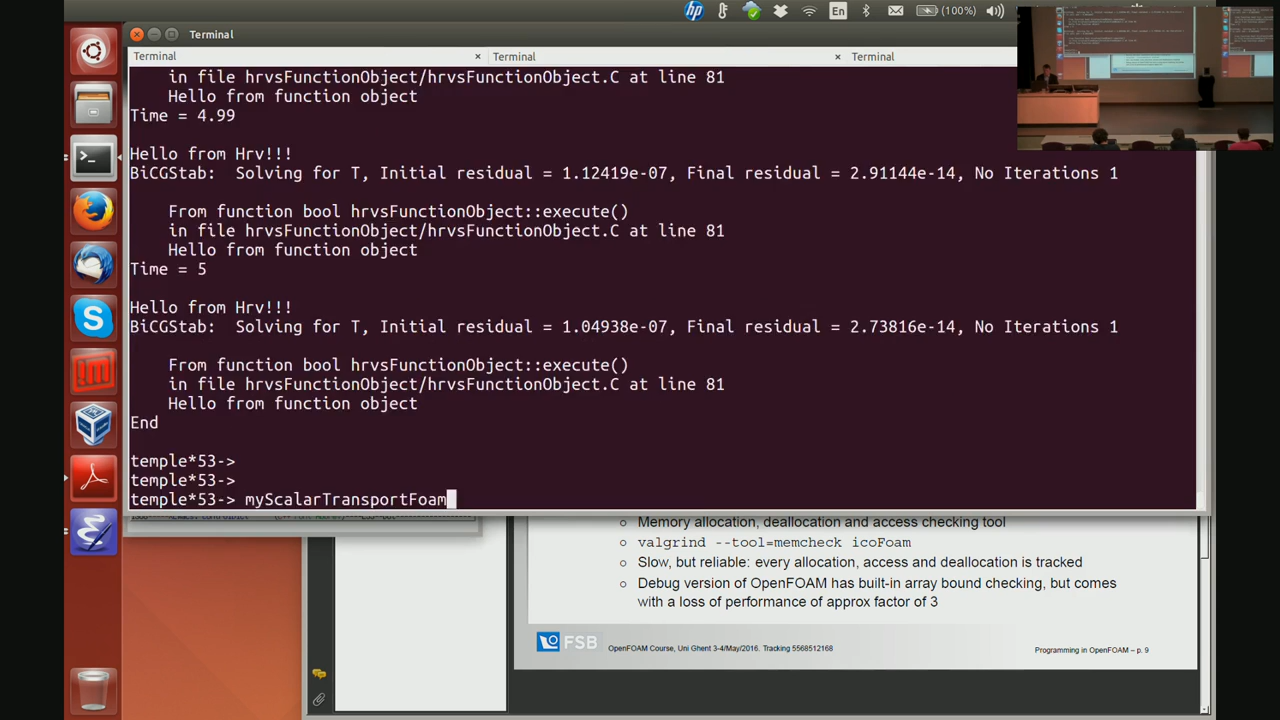 En
(100%)
Terminal
Terminal
Terminal
Terminal
in file hrvsFunctionObject/hrvsFunctionObject.C at line 81
Hello from function object
Time = 4.99
Hello from Hrv!!!
BiCGStab:  Solving for T, Initial residual = 1.12419e-07, Final residual = 2.91144e-14, No Iterations 1
From function bool hrvsFunctionObject::execute()
in file hrvsFunctionObject/hrvsFunctionObject.C at line 81
Hello from function object
Time = 5
Hello from Hrv!!!
BiCGStab:  Solving for T, Initial residual = 1.04938e-07, Final residual = 2.73816e-14, No Iterations 1
From function bool hrvsFunctionObject::execute()
in file hrvsFunctionObject/hrvsFunctionObject.C at line 81
Hello from function object
End
temple*53->
temple*53->
temple*53-> myScalarTransportFoam
Memory allocation, deallocation and access checking tool
valgrind --tool=memcheck icoFoam
Slow, but reliable: every allocation, access and deallocation is tracked
Debug version of OpenFOAM has built-in array bound checking, but comes
with a loss of performance of approx factor of 3
FSB
OpenFOAM Course, Uni Ghent 3-4/May/2016. Tracking 5568512168
Programming in OpenFOAM – p. 9